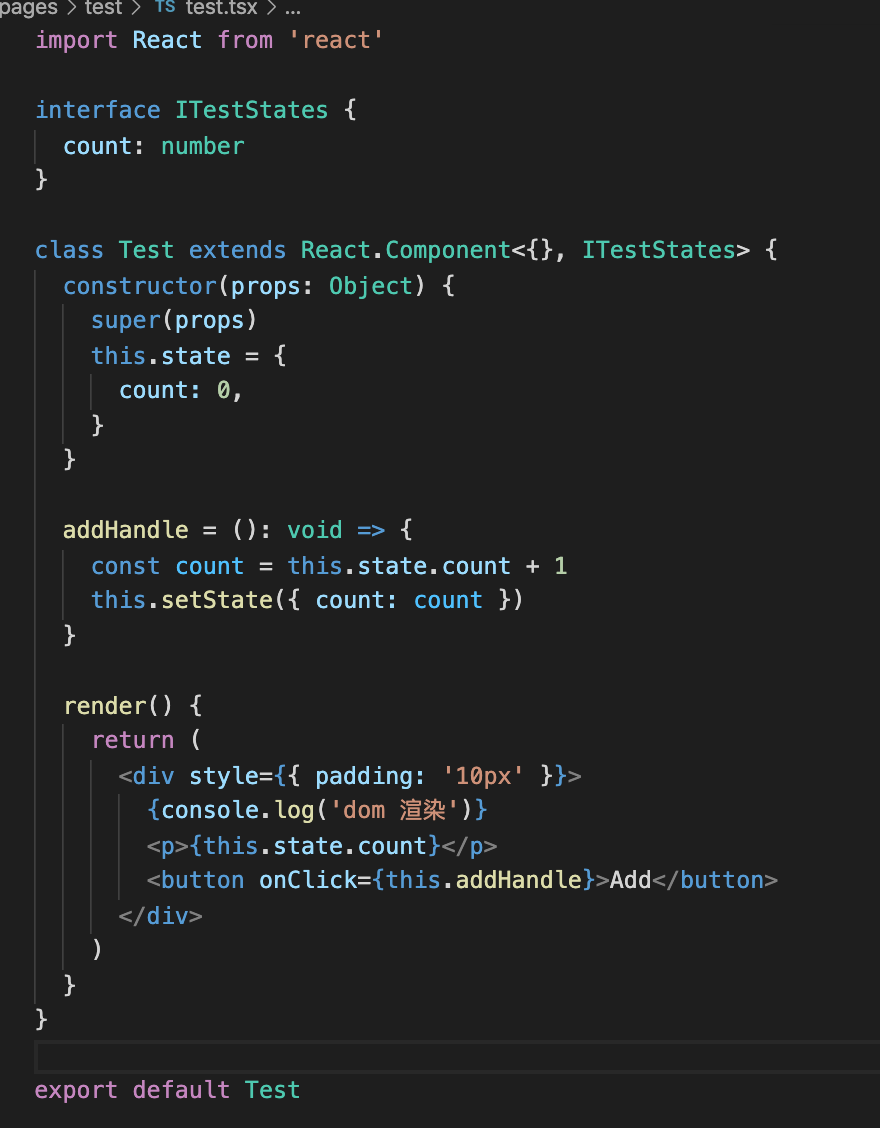 pages > test > TS test.tsx > ...
import React from 'react'
interface ITestStates {
count: number
}
class Test extends React.Component<{}, ITestStates> {
constructor(props: Object) {
super(props)
this.state = {
count: 0,
}
}
addHandle = (): void => {
const count = this.state.count + 1
this.setState({ count: count })
}
render() {
return (
<div style={{ padding: '10px' }}>
{console.log('dom 渲染')}
<p>{this.state.count}</p>
<button onClick={this.addHandle}>Add</button>
</div>
)
}
}
export default Test